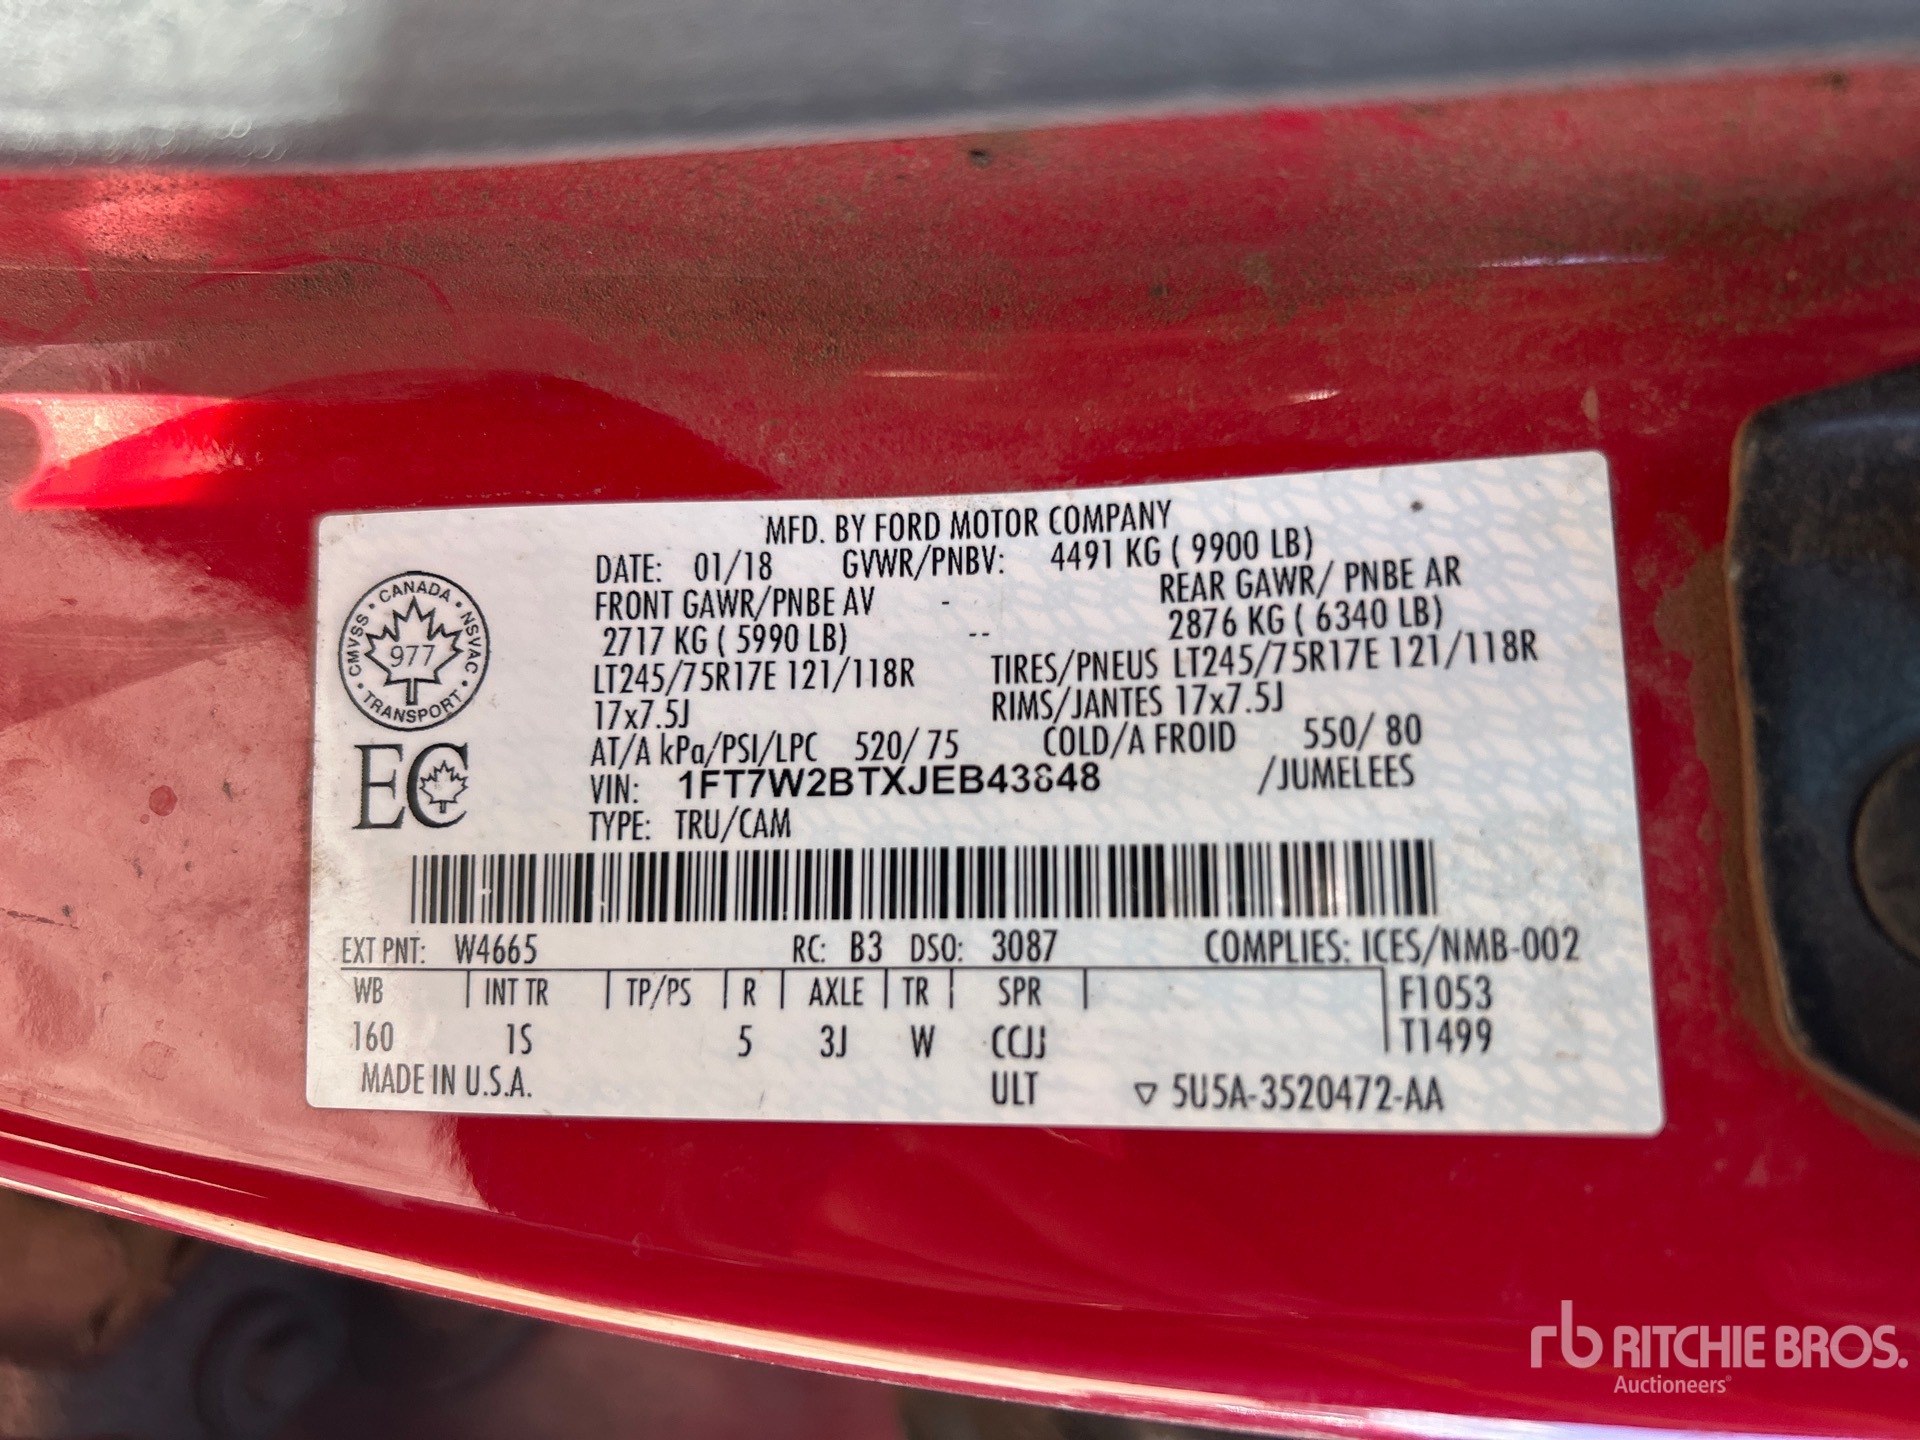 MFD. BY FORD MOTOR COMPANY
DATE: 01/18 GVWR/PNBV: 4491 KG ( 9900 LB)
FRONT GAWR/PNBE AV - REAR GAWR/ PNBE AR
2717 KG ( 5990 LB) -- 2876 KG ( 6340 LB)
LT245/75R17E 121/118R TIRES/PNEUS LT245/75R17E 121/118R
17x7.5J RIMS/JANTES 17x7.5J
AT/A kPa/PSI/LPC 520/ 75 COLD/A FROID 550/ 80
VIN: 1FT7W2BTXJEB43848 /JUMELEES
TYPE: TRU/CAM
CANADA · NSVAC · TRANSPORT · CMVSS ·
977
EC
EXT PNT: W4665 RC: B3 DSO: 3087 COMPLIES: ICES/NMB-002
WB | INT TR | TP/PS | R | AXLE | TR | SPR | F1053
160 1S 5 3J W CCJJ T1499
MADE IN U.S.A. ULT ▽ 5U5A-3520472-AA
rb RITCHIE BROS.
Auctioneers®